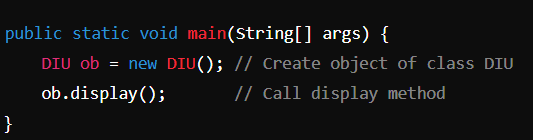 public static void main(String[] args) {
    DIU ob = new DIU(); // Create object of class DIU
    ob.display();       // Call display method
}